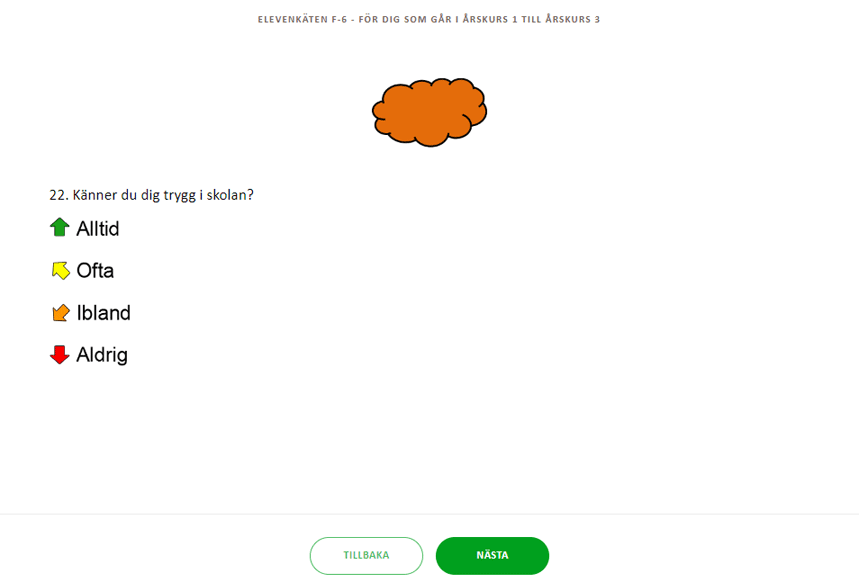 ELEVENKÄTEN F-6 - FÖR DIG SOM GÅR I ÅRSKURS 1 TILL ÅRSKURS 3
22. Känner du dig trygg i skolan?
Alltid
Ofta
Ibland
Aldrig
TILLBAKA
NÄSTA